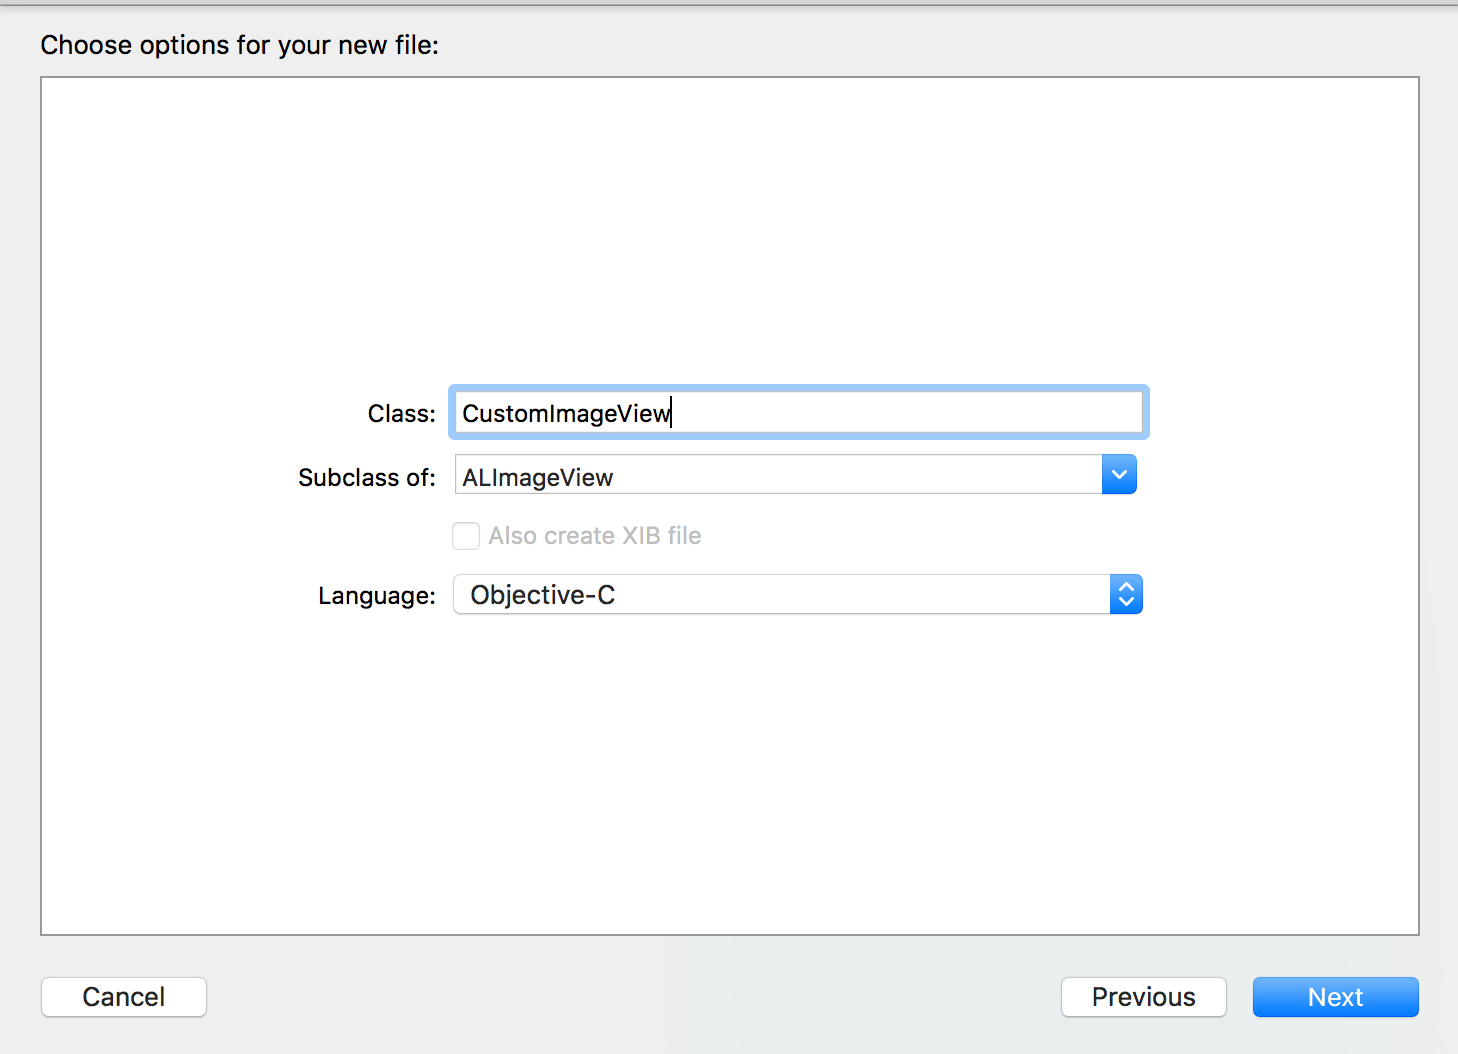 Choose options for your new file:
Class: CustomImageView
Subclass of: ALImageView
Also create XIB file
Language: Objective-C
Cancel Previous Next